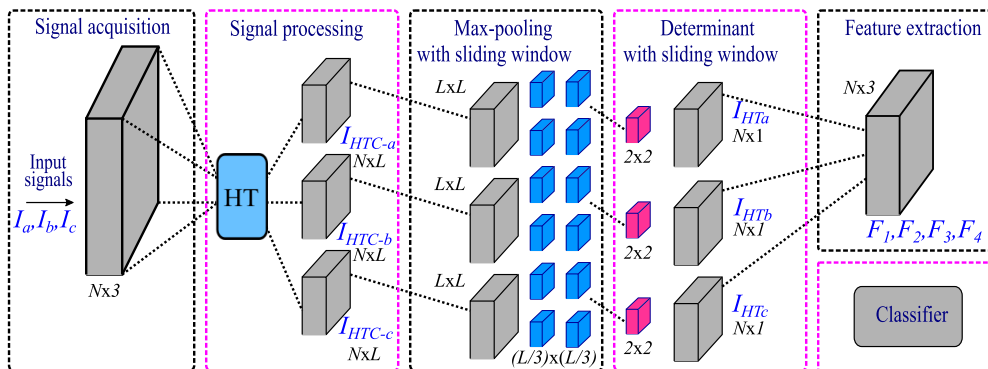 Signal acquisition
Input
signals
I_a,I_b,I_c
Nx3
Signal processing
HT
I_HTC-a
NxL
I_HTC-b
NxL
I_HTC-c
NxL
Max-pooling
with sliding window
LxL
LxL
LxL
(L/3)x(L/3)
Determinant
with sliding window
2x2
I_HTa
Nx1
2x2
I_HTb
Nx1
2x2
I_HTc
Nx1
Feature extraction
Nx3
F_1,F_2,F_3,F_4
Classifier